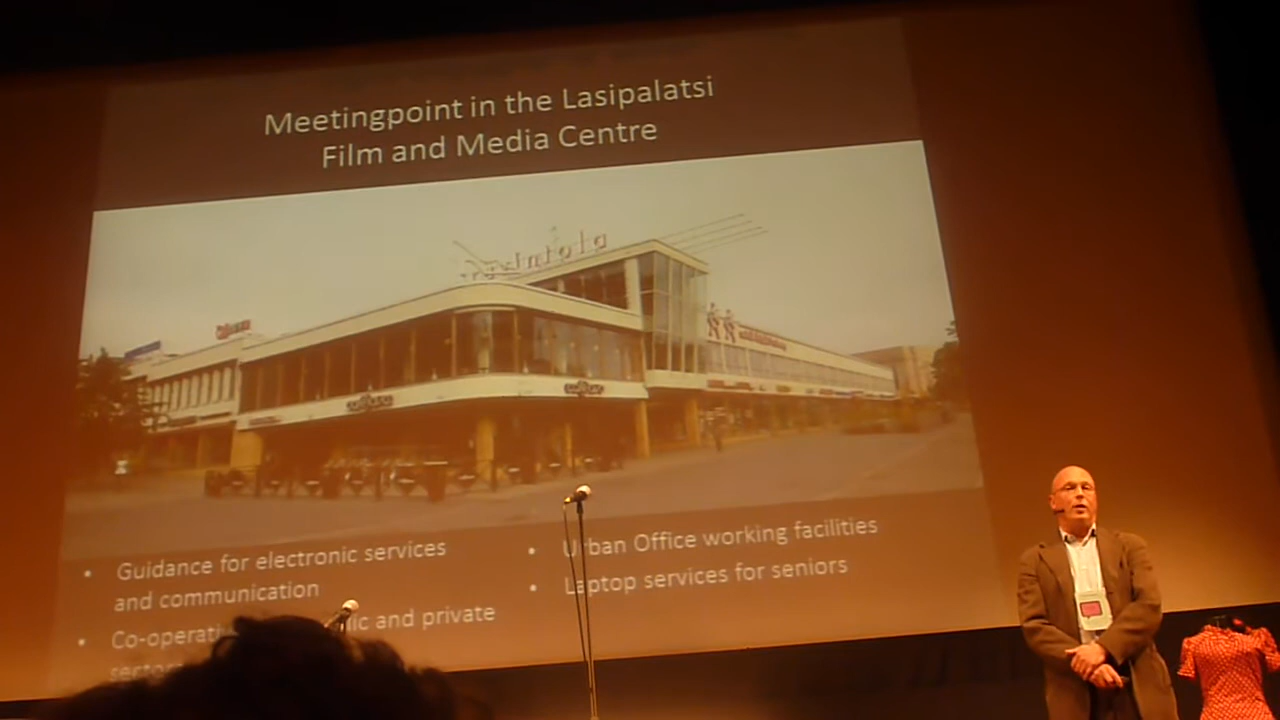 Meetingpoint in the Lasipalatsi
Film and Media Centre
Guidance for electronic services
and communication
and private
Urban Office working facilities
Laptop services for seniors